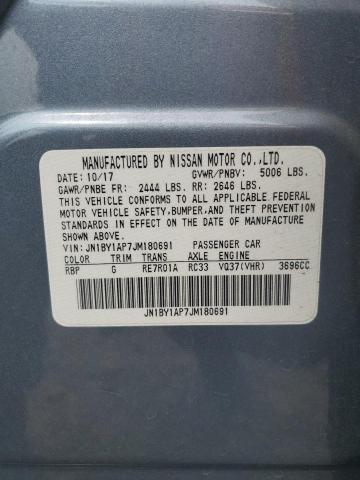 MANUFACTURED BY NISSAN MOTOR CO.,LTD.
DATE: 10/17 GVWR/PNBV: 5006 LBS.
GAWR/PNBE FR: 2444 LBS. RR: 2646 LBS.
THIS VEHICLE CONFORMS TO ALL APPLICABLE FEDERAL
MOTOR VEHICLE SAFETY,BUMPER,AND THEFT PREVENTION
STANDARDS IN EFFECT ON THE DATE OF MANUFACTURE
SHOWN ABOVE.
VIN: JN1BY1AP7JM180691 PASSENGER CAR
COLOR TRIM TRANS AXLE ENGINE
RBP G RE7R01A RC33 VQ37(VHR) 3696CC
JN1BY1AP7JM180691